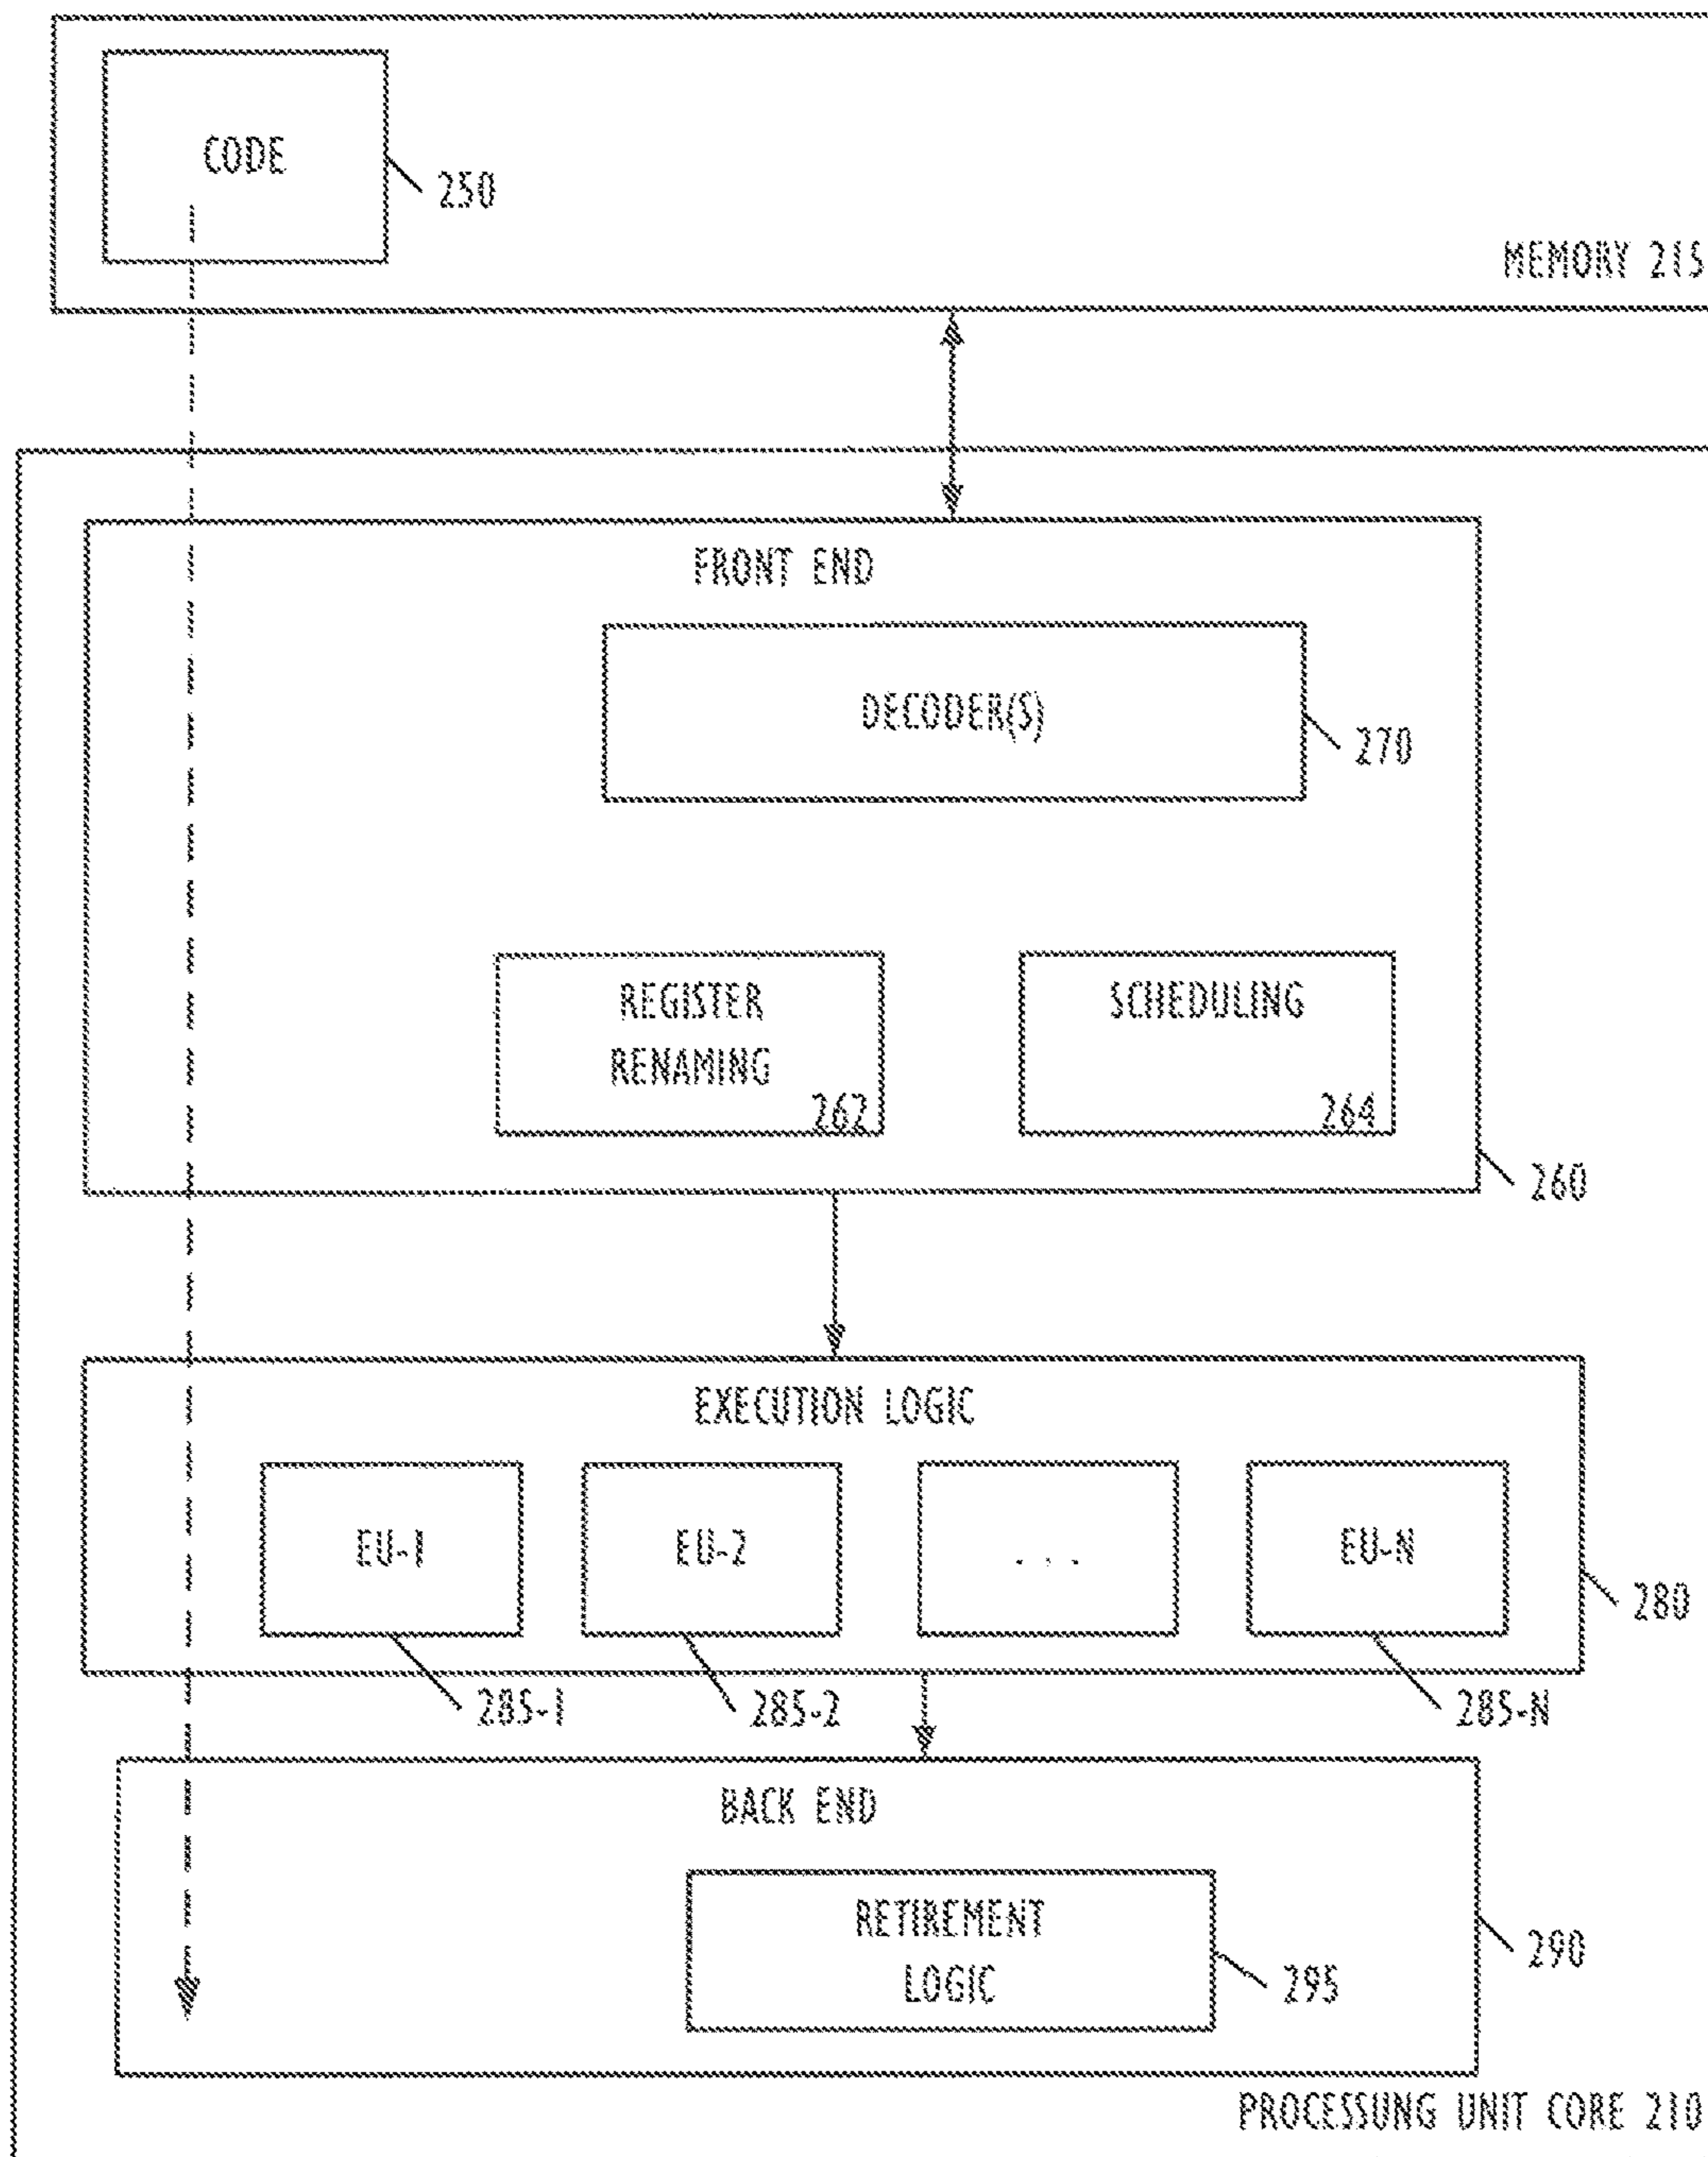 CODE
250
MEMORY 215
FRONT END
DECODER(S)
270
REGISTER
RENAMING
262
SCHEDULING
264
260
EXECUTION LOGIC
EU-1
EU-2
. . .
EU-N
280
285-1
285-2
285-N
BACK END
RETIREMENT
LOGIC
290
295
PROCESSUNG UNIT CORE 210